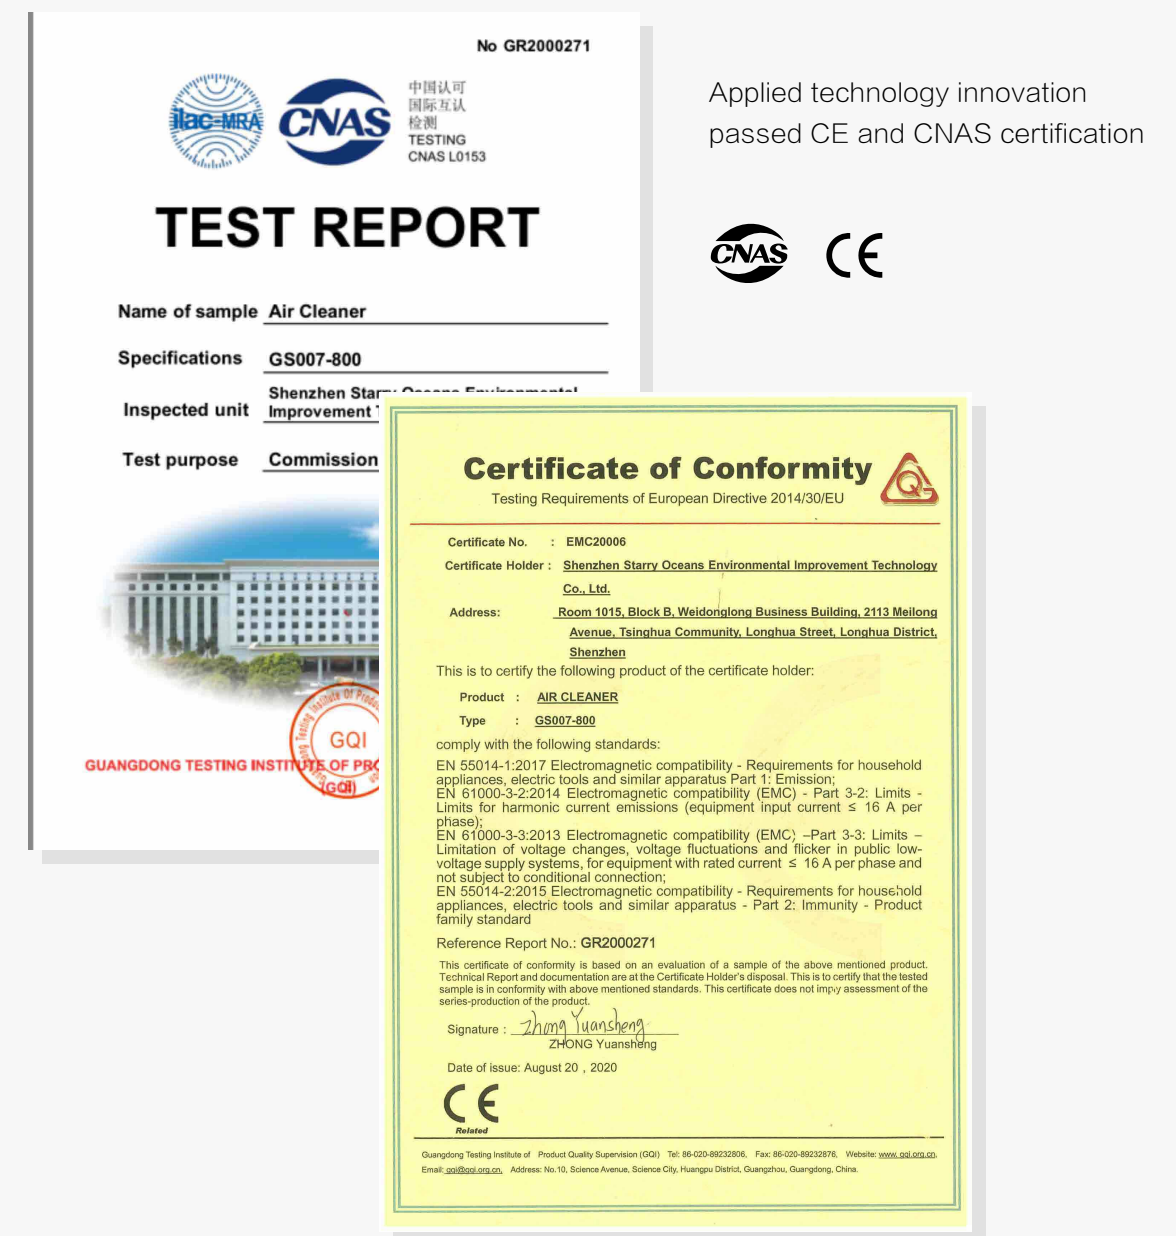 No GR2000271
ilac-MRA
CNAS
中国认可
国际互认
检测
TESTING
CNAS L0153
TEST REPORT
Name of sample Air Cleaner
Specifications GS007-800
Shenzhen Starry Oceans Environmental
Inspected unit Improvement
Test purpose Commission
GQI
GUANGDONG TESTING INSTITUTE OF
(GQI)
Applied technology innovation
passed CE and CNAS certification
CNAS CE
Certificate of Conformity
Testing Requirements of European Directive 2014/30/EU
Certificate No. : EMC20006
Certificate Holder : Shenzhen Starry Oceans Environmental Improvement Technology
Co., Ltd.
Address: Room 1015, Block B, Weidonglong Business Building, 2113 Meilong
Avenue, Tsinghua Community, Longhua Street, Longhua District,
Shenzhen
This is to certify the following product of the certificate holder:
Product : AIR CLEANER
Type : GS007-800
comply with the following standards:
EN 55014-1:2017 Electromagnetic compatibility - Requirements for household
appliances, electric tools and similar apparatus Part 1: Emission;
EN 61000-3-2:2014 Electromagnetic compatibility (EMC) - Part 3-2: Limits -
Limits for harmonic current emissions (equipment input current ≤ 16 A per
phase);
EN 61000-3-3:2013 Electromagnetic compatibility (EMC) –Part 3-3: Limits –
Limitation of voltage changes, voltage fluctuations and flicker in public low-
voltage supply systems, for equipment with rated current ≤ 16 A per phase and
not subject to conditional connection;
EN 55014-2:2015 Electromagnetic compatibility - Requirements for household
appliances, electric tools and similar apparatus - Part 2: Immunity - Product
family standard
Reference Report No.: GR2000271
This certificate of conformity is based on an evaluation of a sample of the above mentioned product.
Technical Report and documentation are at the Certificate Holder's disposal. This is to certify that the tested
sample is in conformity with above mentioned standards. This certificate does not imply assessment of the
series-production of the product.
Signature : Zhong Yuansheng
ZHONG Yuansheng
Date of issue: August 20 , 2020
CE
Related
Guangdong Testing Institute of Product Quality Supervision (GQI) Tel: 86-020-89232806, Fax: 86-020-89232876, Website: www.gqi.org.cn,
Email: gqi@gqi.org.cn, Address: No.10, Science Avenue, Science City, Huangpu District, Guangzhou, Guangdong, China.